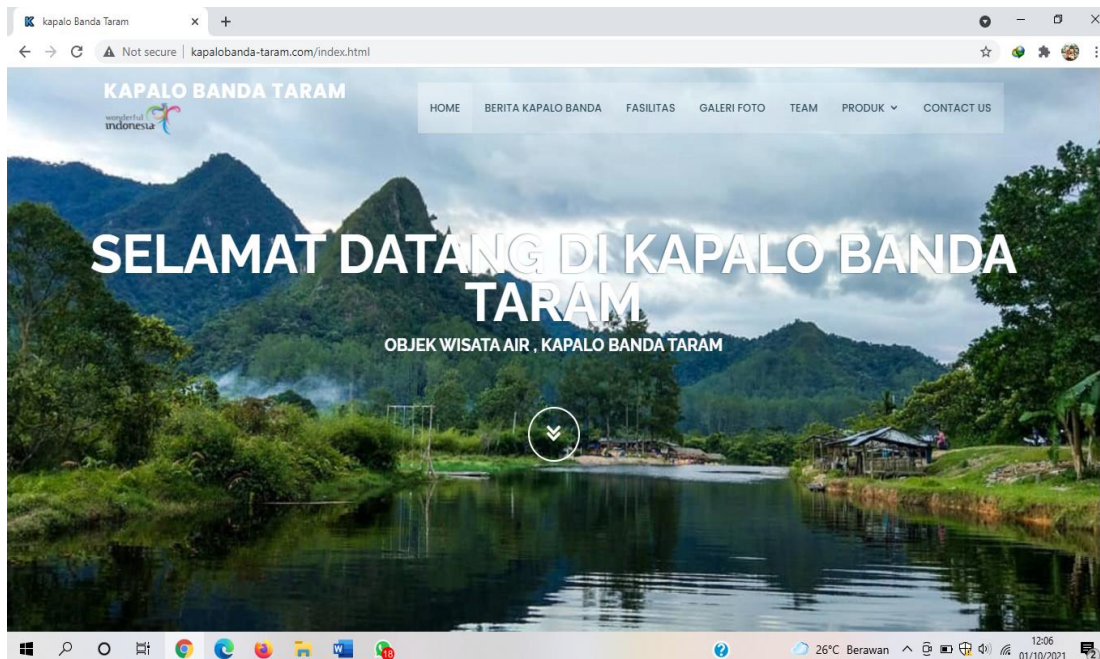 kapalo Banda Taram
Not secure | kapalobanda-taram.com/index.html
KAPALO BANDA TARAM
wonderful
indonesia
HOME BERITA KAPALO BANDA FASILITAS GALERI FOTO TEAM PRODUK CONTACT US
SELAMAT DATANG DI KAPALO BANDA
TARAM
OBJEK WISATA AIR , KAPALO BANDA TARAM
18
26°C Berawan
12:06
01/10/2021
2